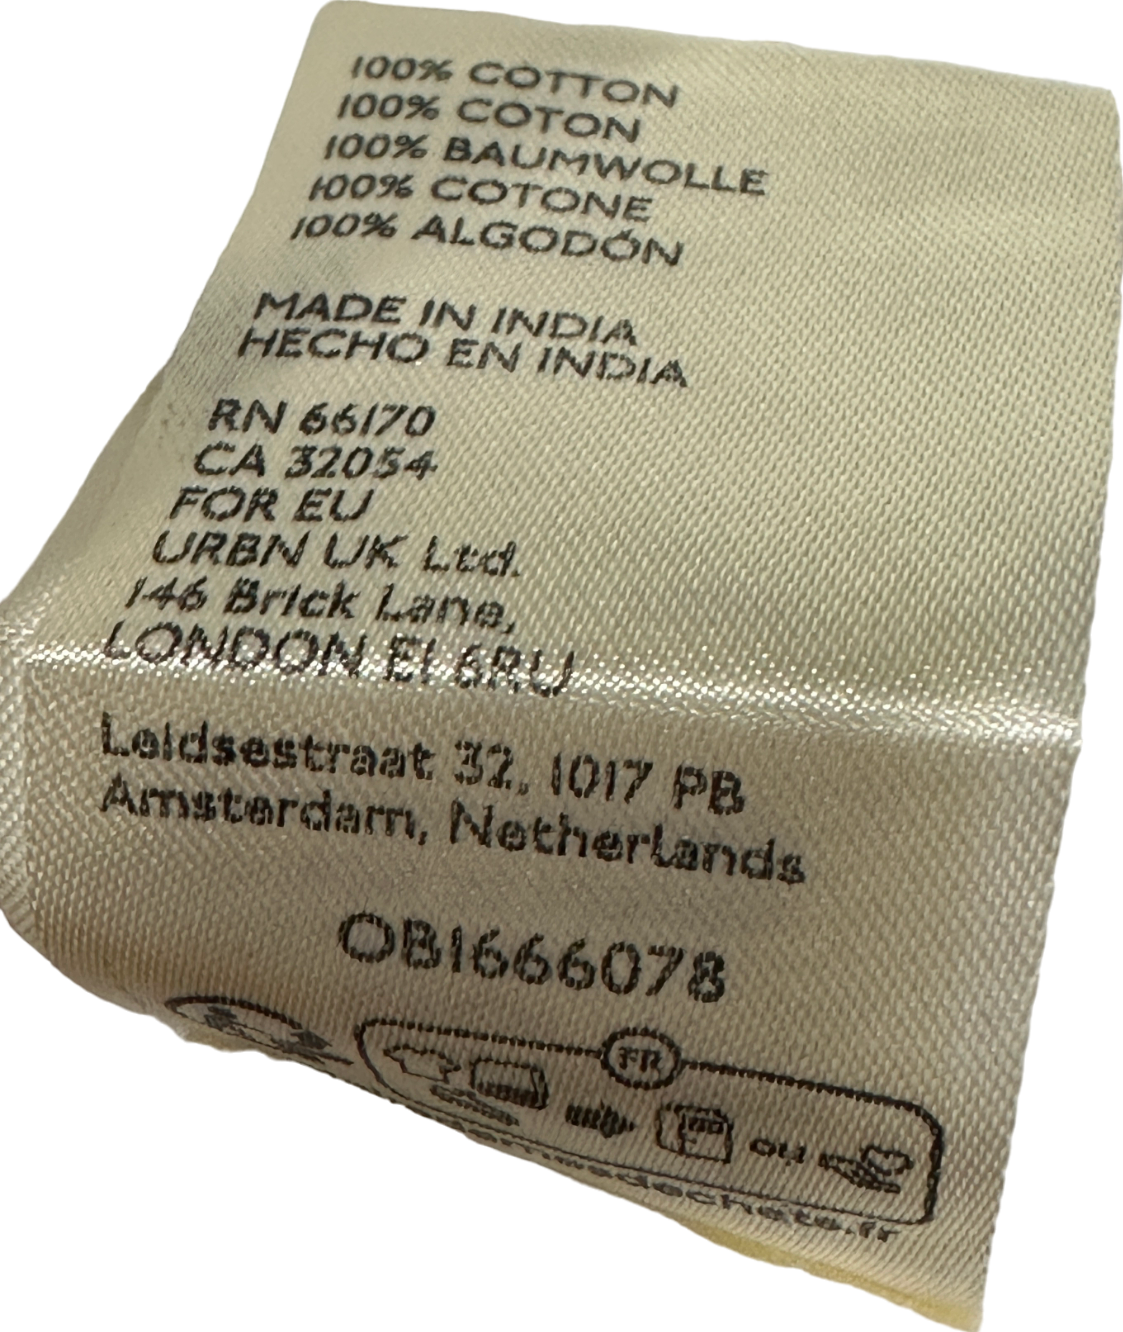 100% COTTON
100% COTON
100% BAUMWOLLE
100% COTONE
100% ALGODÓN
MADE IN INDIA
HECHO EN INDIA
RN 66170
CA 32054
FOR EU
URBN UK Ltd.
146 Brick Lane,
LONDON E1 6RU
Leidsestraat 32, 1017 PB
Amsterdam, Netherlands
OB1666078
FR
OU